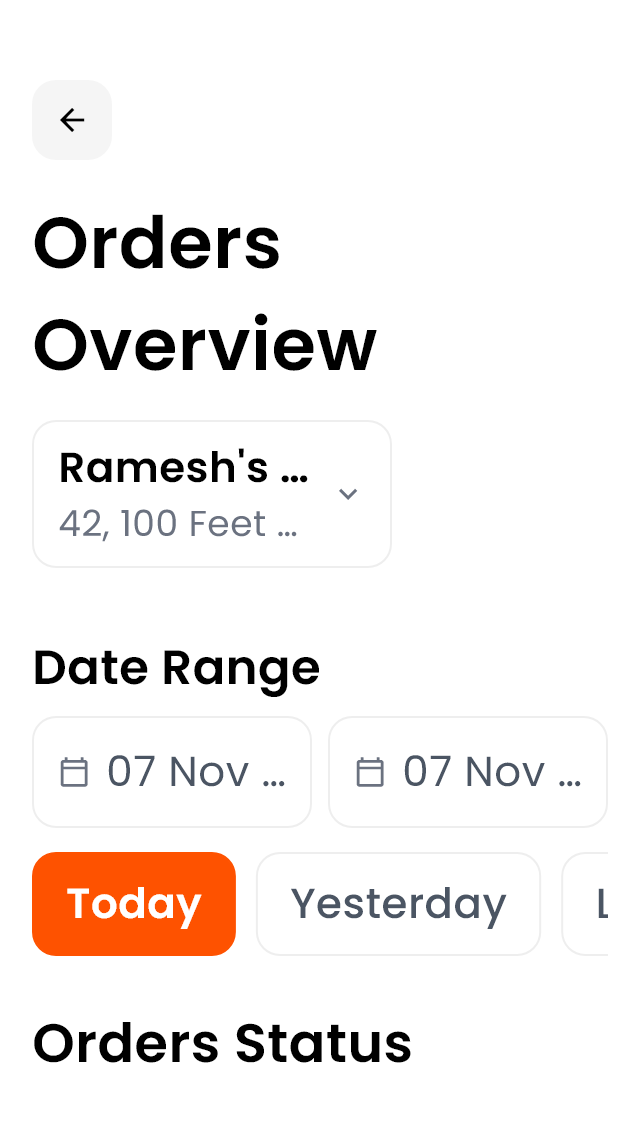 Orders
Overview
Ramesh's ...
42, 100 Feet ...
Date Range
07 Nov ... 07 Nov ...
Today Yesterday
Orders Status